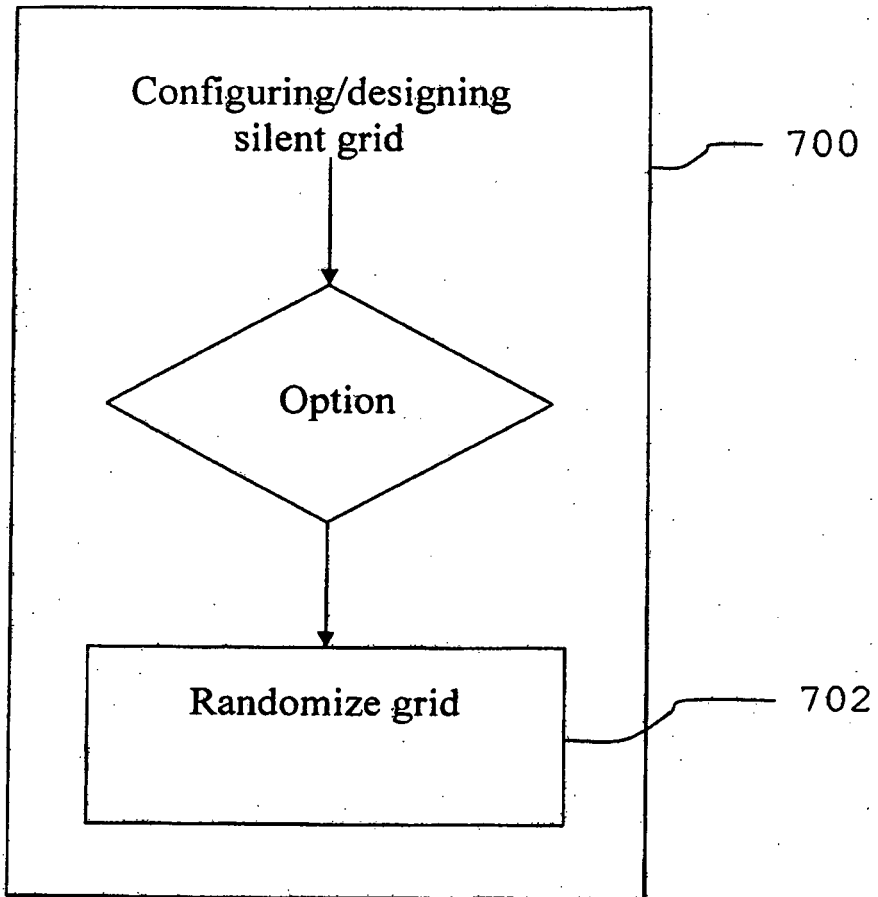 Configuring/designing
silent grid
700
Option
Randomize grid
702